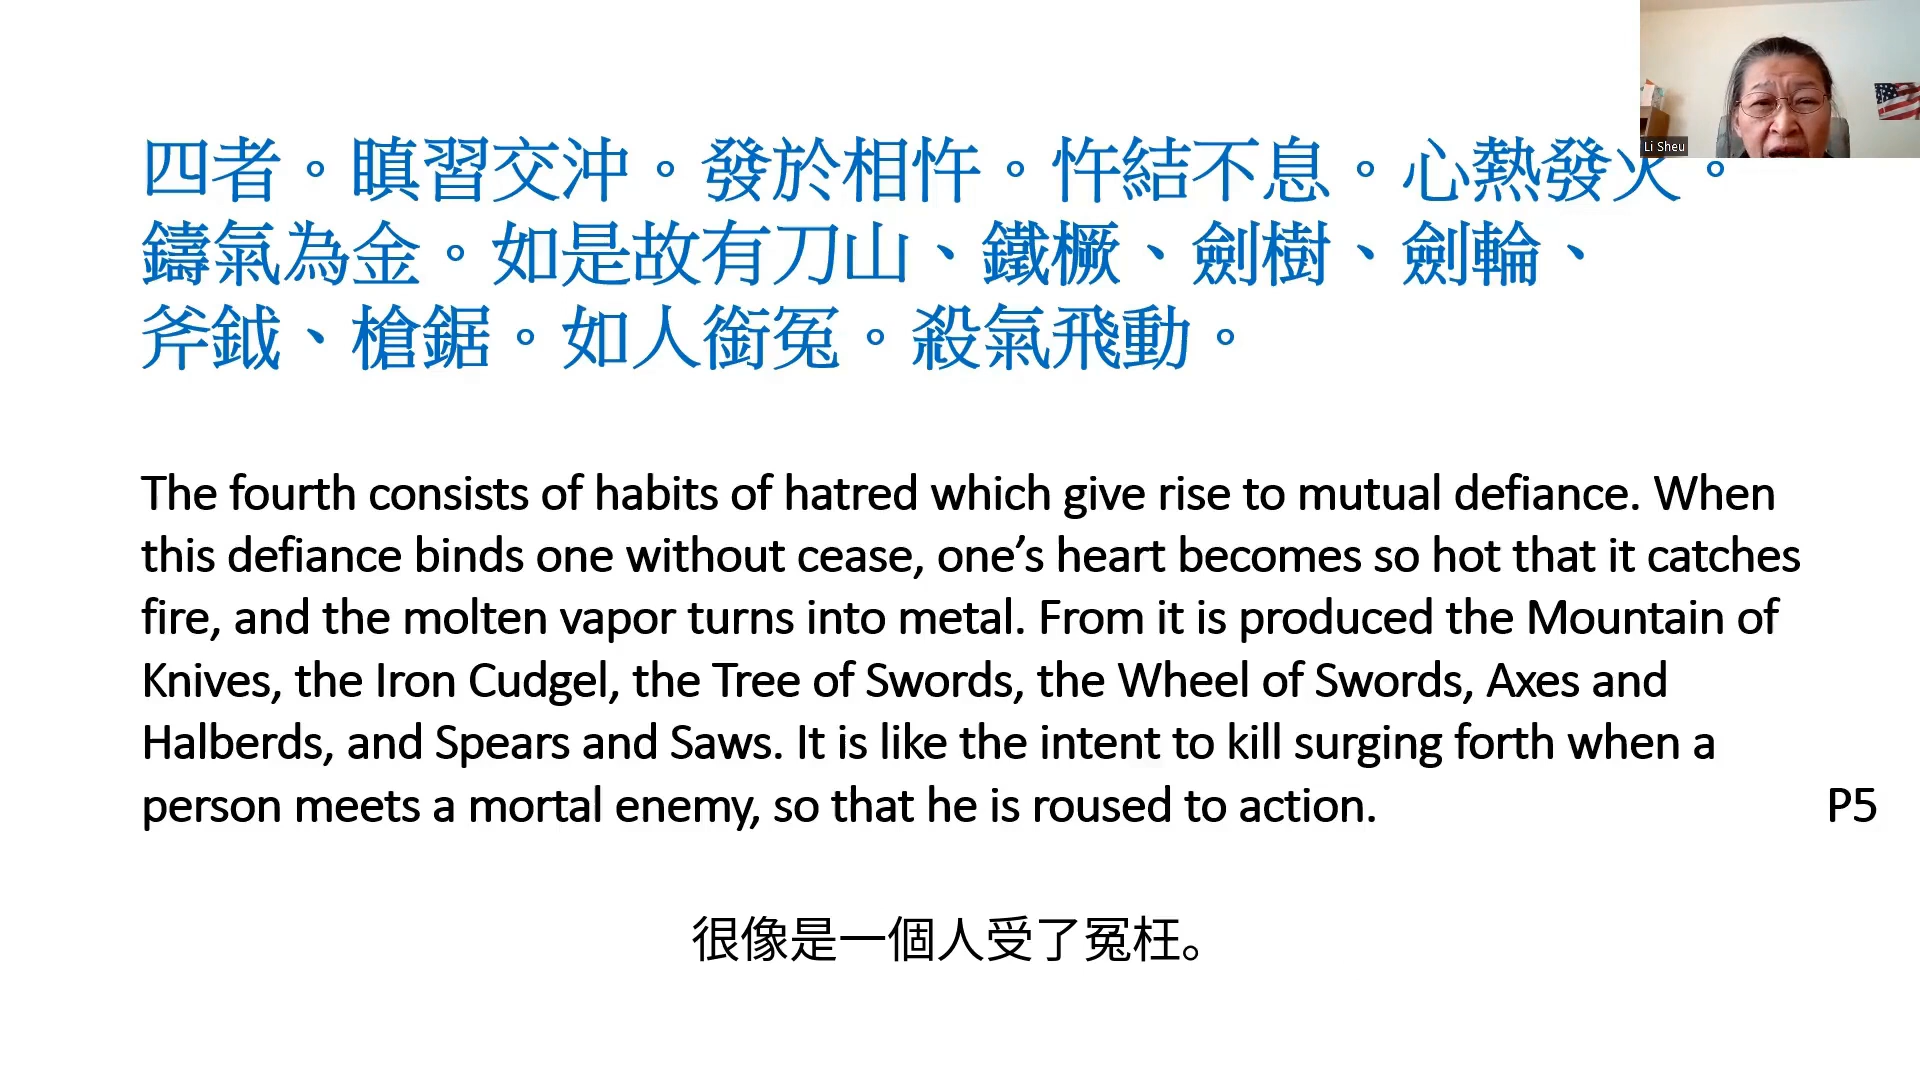 Li Sheu
四者。瞋習交沖。發於相忤。忤結不息。心熱發火。
鑄氣為金。如是故有刀山、鐵橛、劍樹、劍輪、
斧鉞、槍鋸。如人銜冤。殺氣飛動。
The fourth consists of habits of hatred which give rise to mutual defiance. When
this defiance binds one without cease, one’s heart becomes so hot that it catches
fire, and the molten vapor turns into metal. From it is produced the Mountain of
Knives, the Iron Cudgel, the Tree of Swords, the Wheel of Swords, Axes and
Halberds, and Spears and Saws. It is like the intent to kill surging forth when a
person meets a mortal enemy, so that he is roused to action.
P5
很像是一個人受了冤枉。